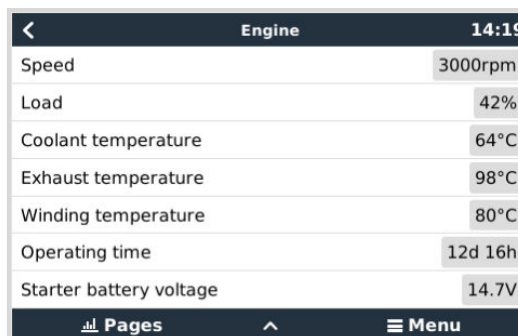 Engine 14:19
Speed 3000rpm
Load 42%
Coolant temperature 64°C
Exhaust temperature 98°C
Winding temperature 80°C
Operating time 12d 16h
Starter battery voltage 14.7V
Pages Menu